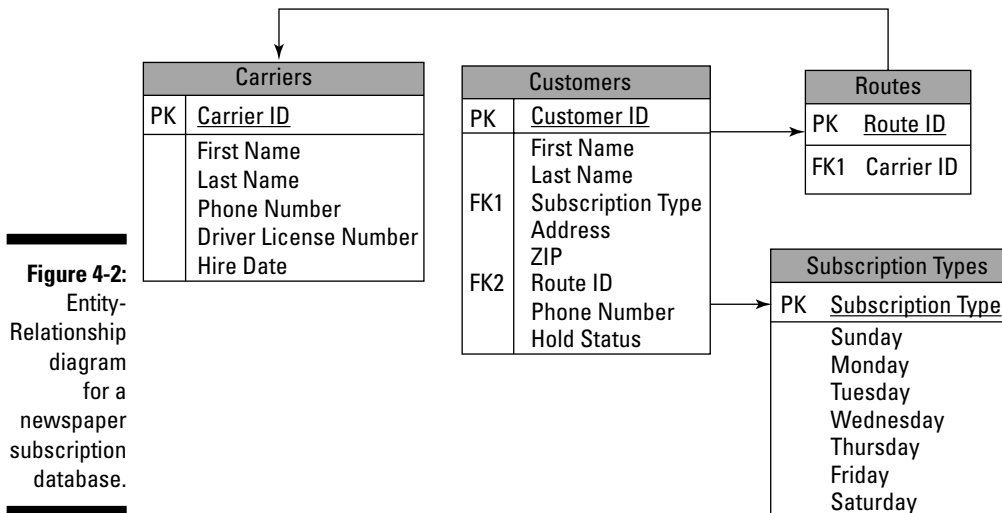 Carriers
PK Carrier ID
First Name
Last Name
Phone Number
Driver License Number
Hire Date
Customers
PK Customer ID
First Name
Last Name
FK1 Subscription Type
Address
ZIP
FK2 Route ID
Phone Number
Hold Status
Routes
PK Route ID
FK1 Carrier ID
Subscription Types
PK Subscription Type
Sunday
Monday
Tuesday
Wednesday
Thursday
Friday
Saturday
Figure 4-2:
Entity-
Relationship
diagram
for a
newspaper
subscription
database.